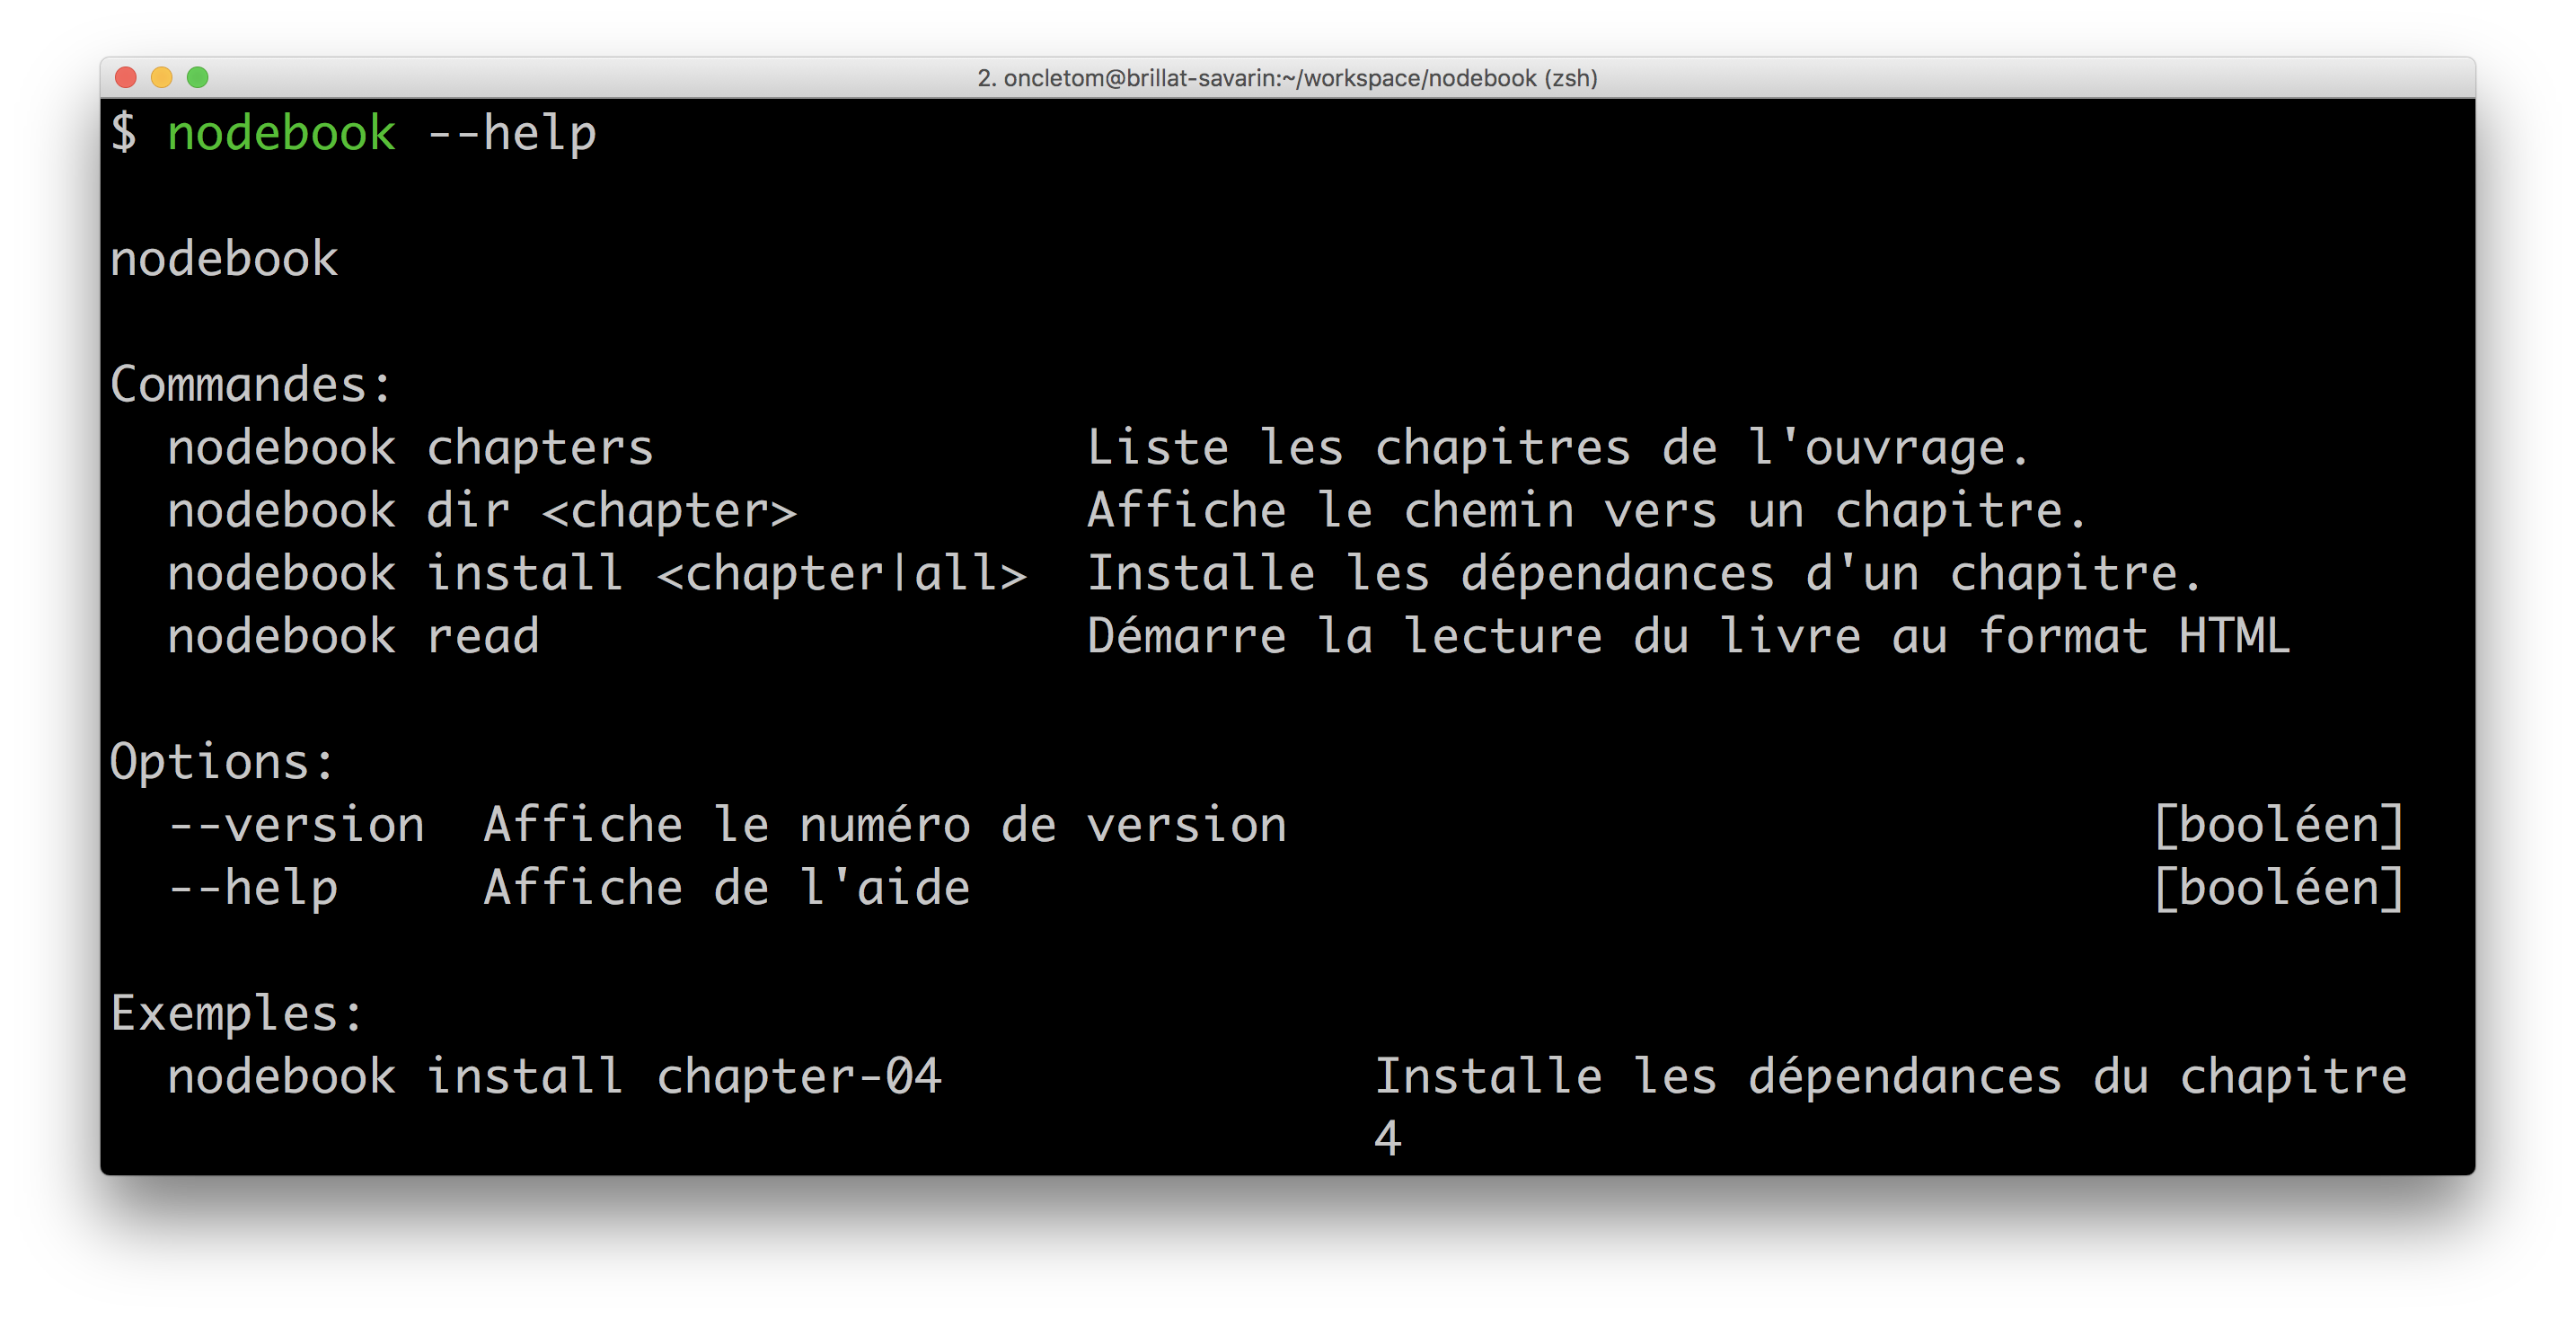 2. oncletom@brillat-savarin:~/workspace/nodebook (zsh)
$ nodebook --help
nodebook
Commandes:
nodebook chapters Liste les chapitres de l'ouvrage.
nodebook dir <chapter> Affiche le chemin vers un chapitre.
nodebook install <chapter|all> Installe les dépendances d'un chapitre.
nodebook read Démarre la lecture du livre au format HTML
Options:
--version Affiche le numéro de version [booléen]
--help Affiche de l'aide [booléen]
Exemples:
nodebook install chapter-04 Installe les dépendances du chapitre
4